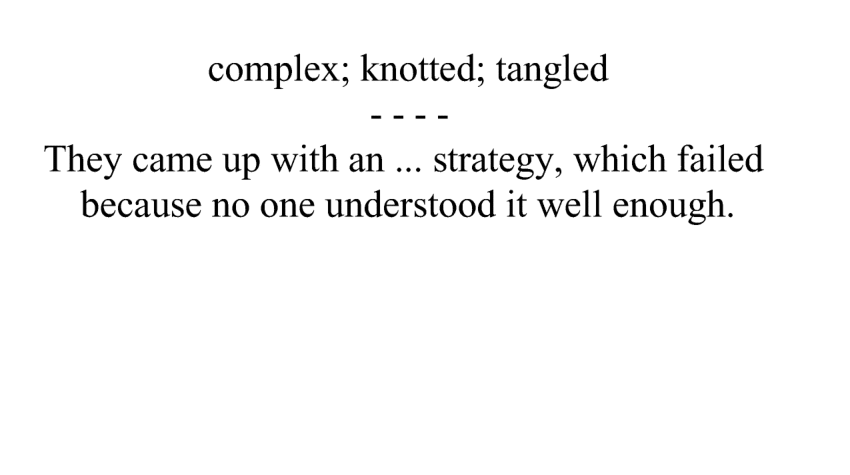 complex; knotted; tangled
- - - -
They came up with an ... strategy, which failed
because no one understood it well enough.